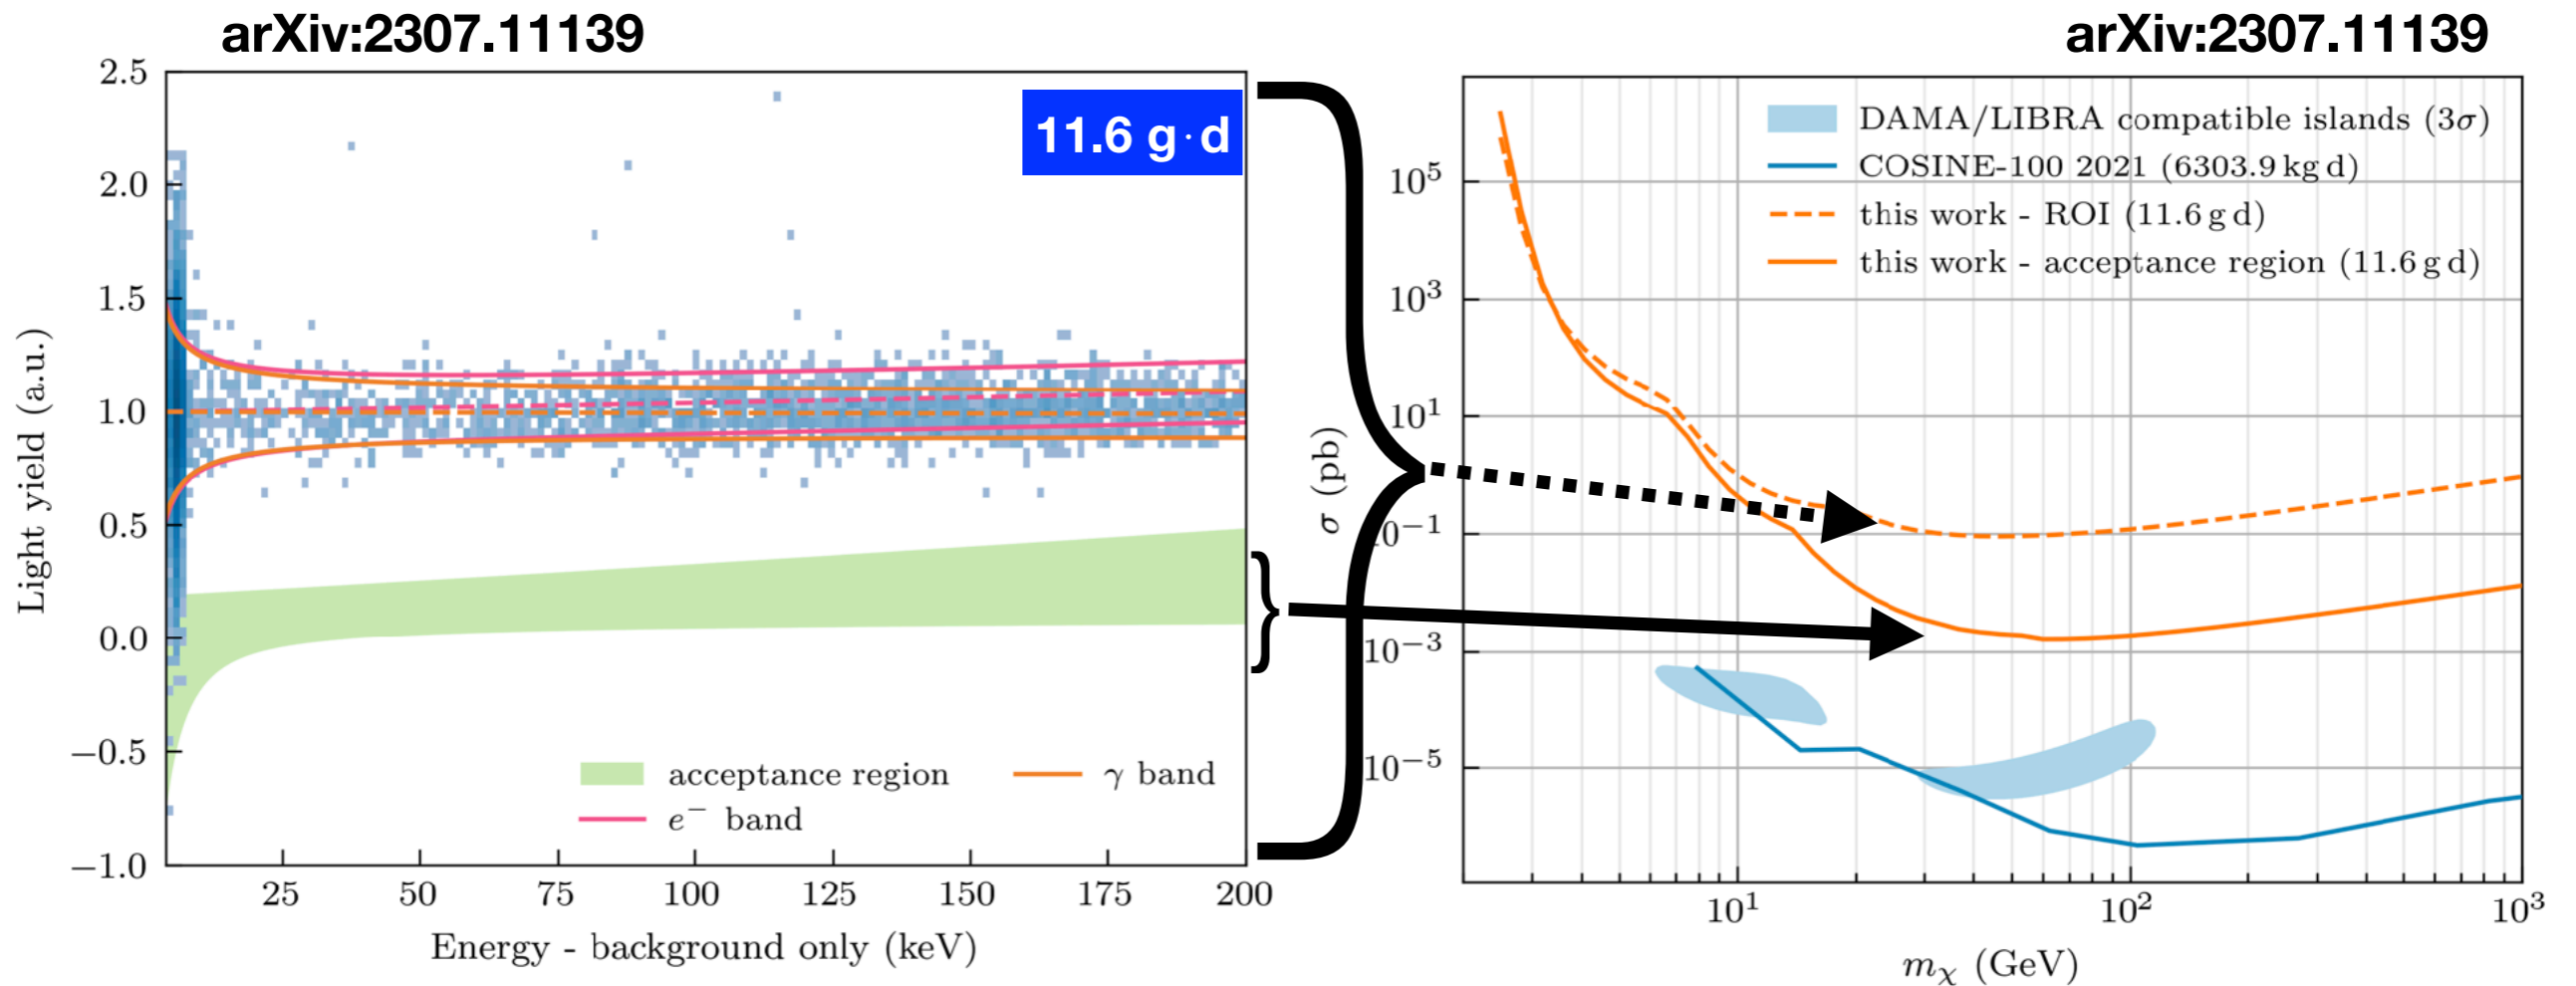 arXiv:2307.11139
2.5
2.0
1.5
1.0
0.5
0.0
−0.5
−1.0
Light yield (a.u.)
11.6 g·d
acceptance region
e⁻ band
γ band
25 50 75 100 125 150 175 200
Energy - background only (keV)
}
arXiv:2307.11139
DAMA/LIBRA compatible islands (3σ)
COSINE-100 2021 (6303.9 kg d)
this work - ROI (11.6 g d)
this work - acceptance region (11.6 g d)
10⁵
10³
10¹
10⁻¹
10⁻³
10⁻⁵
σ (pb)
10¹ 10² 10³
mχ (GeV)